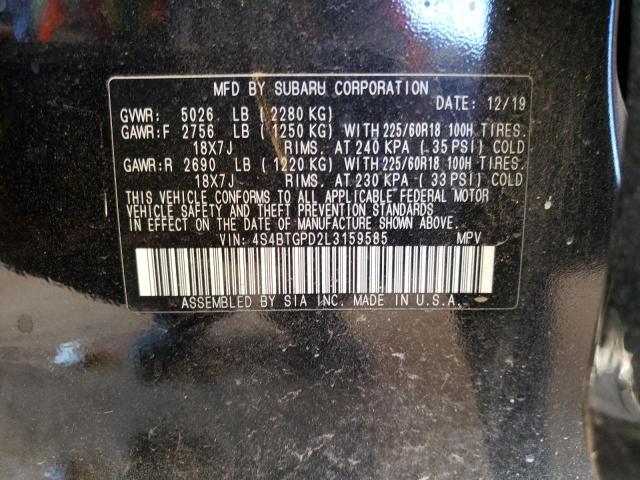 MFD BY SUBARU CORPORATION
DATE: 12/19
GVWR: 5026 LB ( 2280 KG)
GAWR:F 2756 LB ( 1250 KG) WITH 225/60R18 100H TIRES.
18X7J RIMS. AT 240 KPA ( .35 PSI) COLD
GAWR:R 2690 LB ( 1220 KG) WITH 225/60R18 100H TIRES.
18X7J RIMS. AT 230 KPA ( 33 PSI) COLD
THIS VEHICLE CONFORMS TO ALL APPLICABLE FEDERAL MOTOR
VEHICLE SAFETY AND THEFT PREVENTION STANDARDS
IN EFFECT ON THE DATE OF MANUFACTURE SHOWN ABOVE.
VIN: 4S4BTGPD2L3159585 MPV
ASSEMBLED BY SIA INC. MADE IN U.S.A.